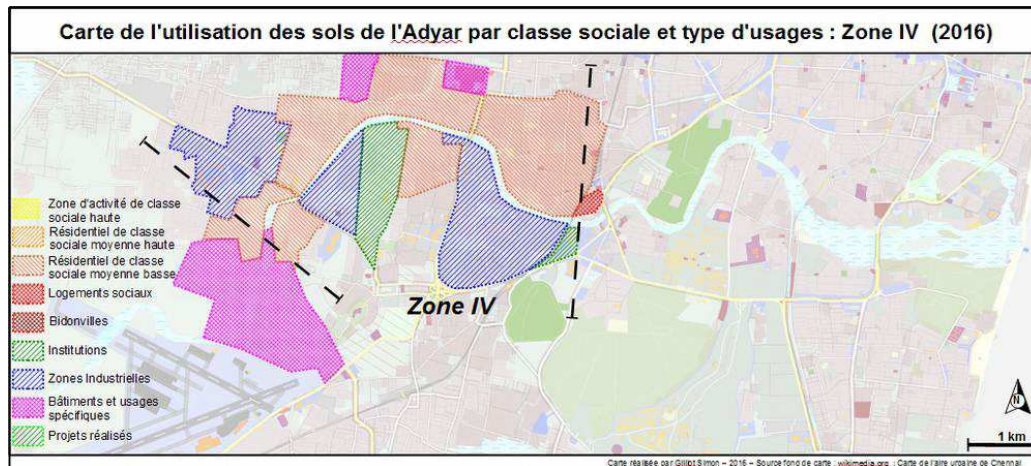 Carte de l'utilisation des sols de l'Adyar par classe sociale et type d'usages : Zone IV (2016)
Zone d'activité de classe
sociale haute
Résidentiel de classe
sociale moyenne haute
Résidentiel de classe
sociale moyenne basse
Logements sociaux
Bidonvilles
Institutions
Zones Industrielles
Bâtiments et usages
spécifiques
Projets réalisés
Zone IV
N
1 km
Carte réalisée par Gillot Simon – 2016 – Source fond de carte : wikimedia.org : Carte de l'aire urbaine de Chennai